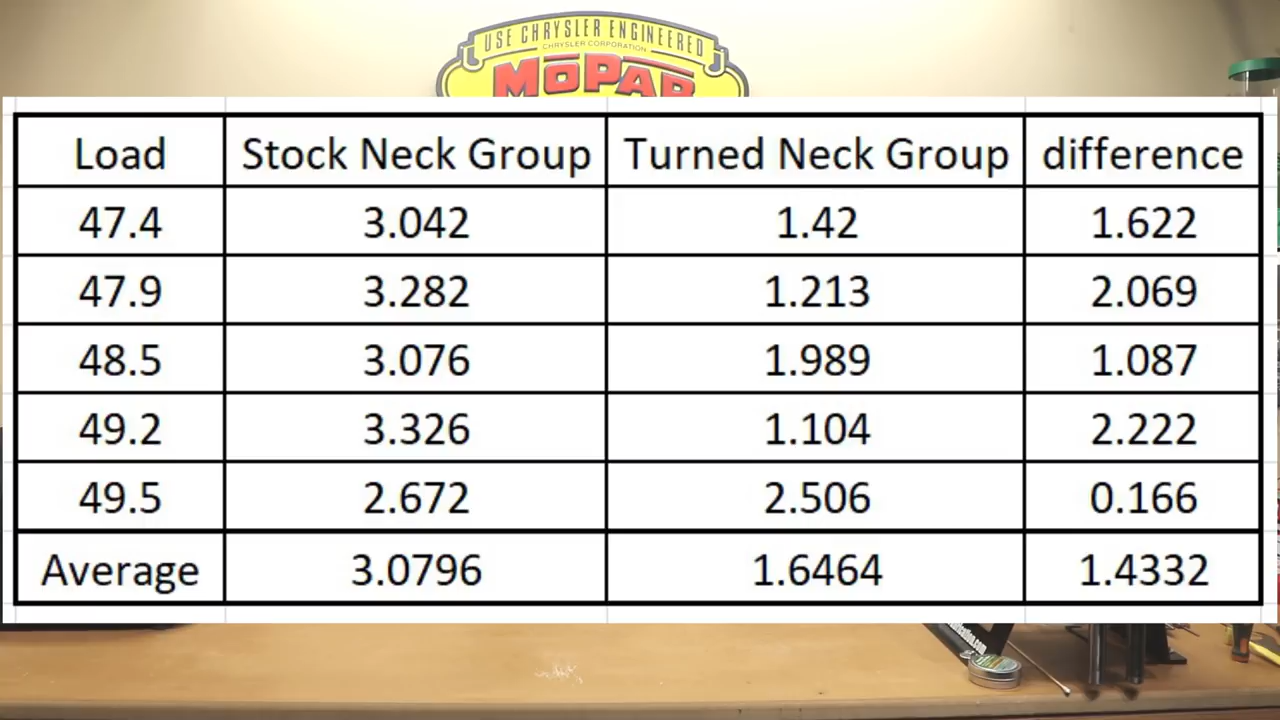 USE CHRYSLER ENGINEERED
CHRYSLER CORPORATION
MOPAR
Load Stock Neck Group Turned Neck Group difference
47.4 3.042 1.42 1.622
47.9 3.282 1.213 2.069
48.5 3.076 1.989 1.087
49.2 3.326 1.104 2.222
49.5 2.672 2.506 0.166
Average 3.0796 1.6464 1.4332